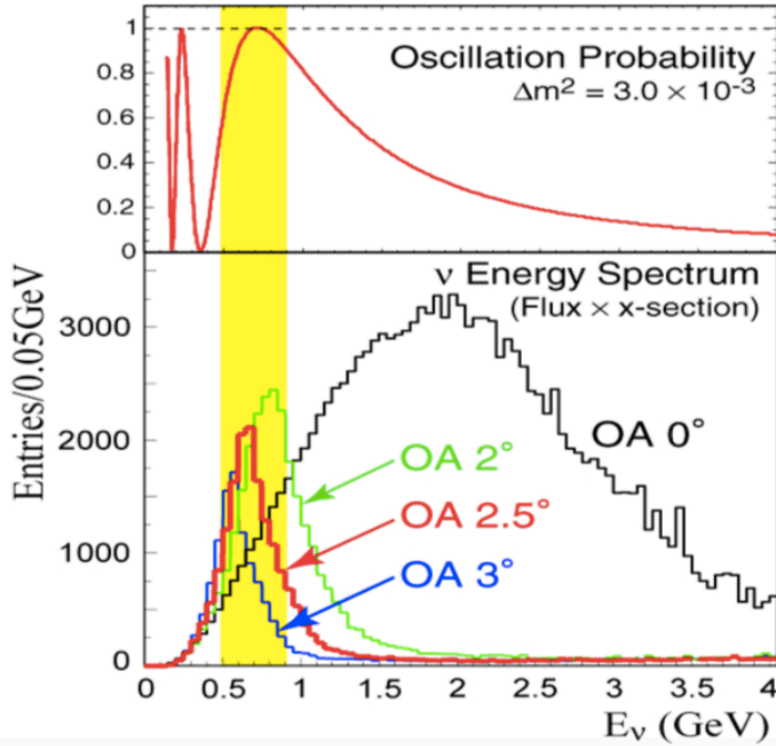 1
Oscillation Probability
0.8
Δm² = 3.0 × 10⁻³
0.6
0.4
0.2
0
ν Energy Spectrum
(Flux × x-section)
Entries/0.05GeV
3000
OA 0°
2000
OA 2°
OA 2.5°
1000
OA 3°
0
0 0.5 1 1.5 2 2.5 3 3.5 4
Eν (GeV)